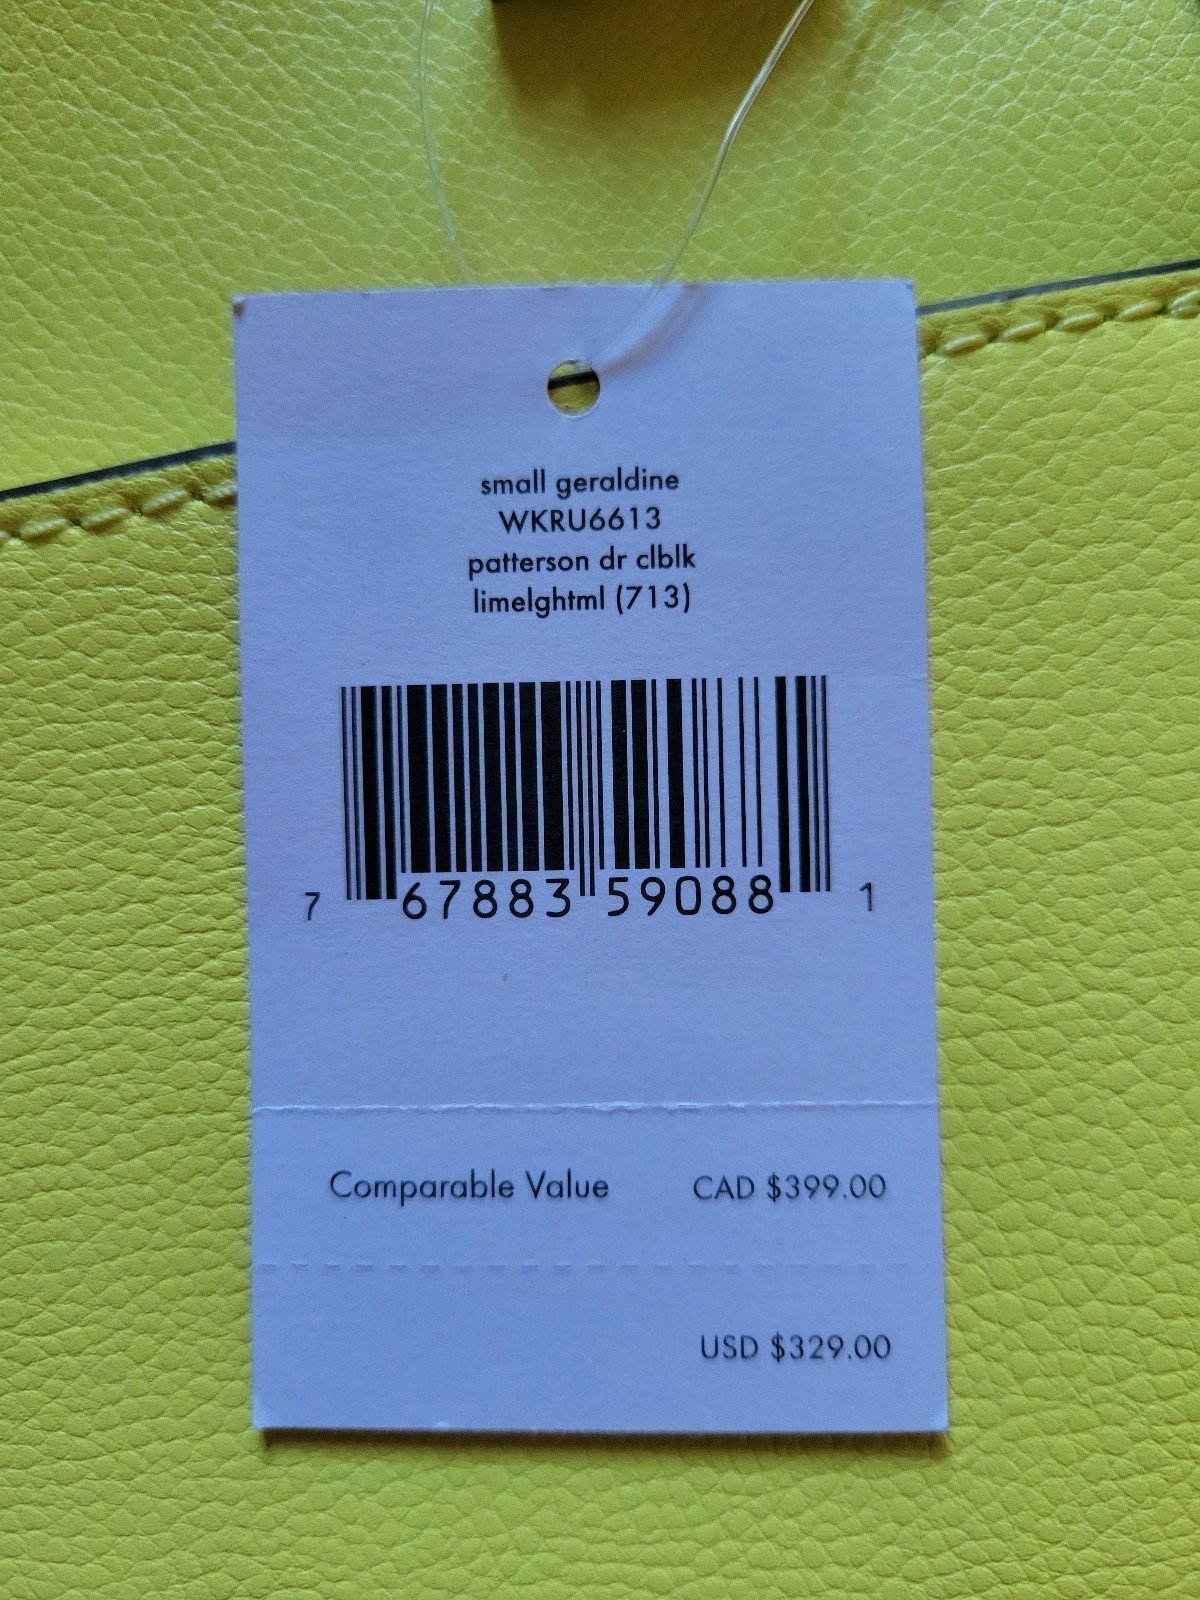 small geraldine
WKRU6613
patterson dr clblk
limelghtml (713)
7 67883 59088 1
Comparable Value CAD $399.00
USD $329.00